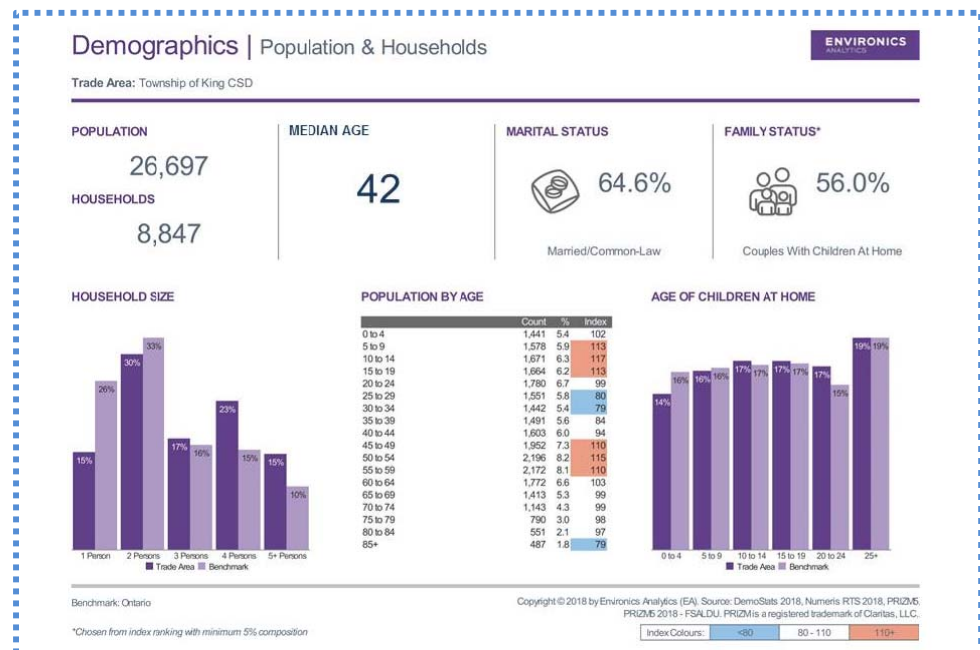 Demographics | Population & Households
ENVIRONICS
ANALYTICS
Trade Area: Township of King CSD
POPULATION
26,697
HOUSEHOLDS
8,847
MEDIAN AGE
42
MARITAL STATUS
64.6%
Married/Common-Law
FAMILY STATUS*
56.0%
Couples With Children At Home
HOUSEHOLD SIZE
15% 26% 30% 33% 17% 16% 23% 15% 15% 10%
1 Person 2 Persons 3 Persons 4 Persons 5+ Persons
Trade Area Benchmark
POPULATION BY AGE
Count % Index
0 to 4 1,441 5.4 102
5 to 9 1,578 5.9 113
10 to 14 1,671 6.3 117
15 to 19 1,664 6.2 113
20 to 24 1,780 6.7 99
25 to 29 1,551 5.8 80
30 to 34 1,442 5.4 79
35 to 39 1,491 5.6 84
40 to 44 1,603 6.0 94
45 to 49 1,952 7.3 110
50 to 54 2,196 8.2 115
55 to 59 2,172 8.1 110
60 to 64 1,772 6.6 103
65 to 69 1,413 5.3 99
70 to 74 1,143 4.3 99
75 to 79 790 3.0 98
80 to 84 551 2.1 97
85+ 487 1.8 79
AGE OF CHILDREN AT HOME
14% 16% 16% 16% 17% 17% 17% 17% 17% 15% 19% 19%
0 to 4 5 to 9 10 to 14 15 to 19 20 to 24 25+
Trade Area Benchmark
Benchmark: Ontario
Copyright © 2018 by Environics Analytics (EA). Source: DemoStats 2018, Numeris RTS 2018, PRIZM5.
PRIZM5 2018 - FSALDU. PRIZM is a registered trademark of Claritas, LLC.
*Chosen from index ranking with minimum 5% composition
Index Colours: <80 80 - 110 110+